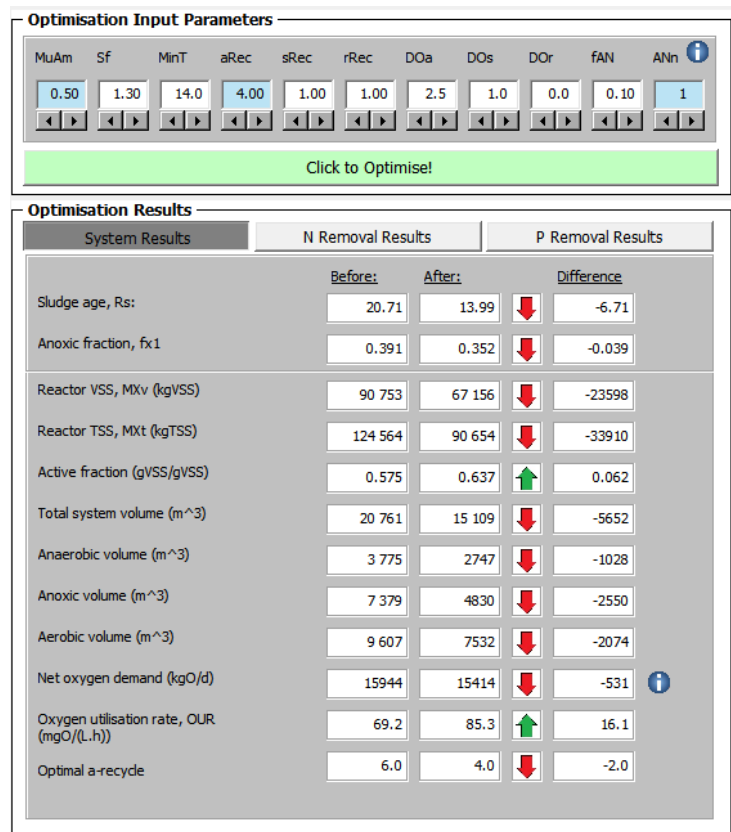 Optimisation Input Parameters
MuAm Sf MinT aRec sRec rRec DOa DOs DOr fAN ANn i
0.50 1.30 14.0 4.00 1.00 1.00 2.5 1.0 0.0 0.10 1
Click to Optimise!
Optimisation Results
System Results N Removal Results P Removal Results
Before: After: Difference
Sludge age, Rs: 20.71 13.99 -6.71
Anoxic fraction, fx1 0.391 0.352 -0.039
Reactor VSS, MXv (kgVSS) 90 753 67 156 -23598
Reactor TSS, MXt (kgTSS) 124 564 90 654 -33910
Active fraction (gVSS/gVSS) 0.575 0.637 0.062
Total system volume (m^3) 20 761 15 109 -5652
Anaerobic volume (m^3) 3 775 2747 -1028
Anoxic volume (m^3) 7 379 4830 -2550
Aerobic volume (m^3) 9 607 7532 -2074
Net oxygen demand (kgO/d) 15944 15414 -531 i
Oxygen utilisation rate, OUR
(mgO/(L.h)) 69.2 85.3 16.1
Optimal a-recycle 6.0 4.0 -2.0